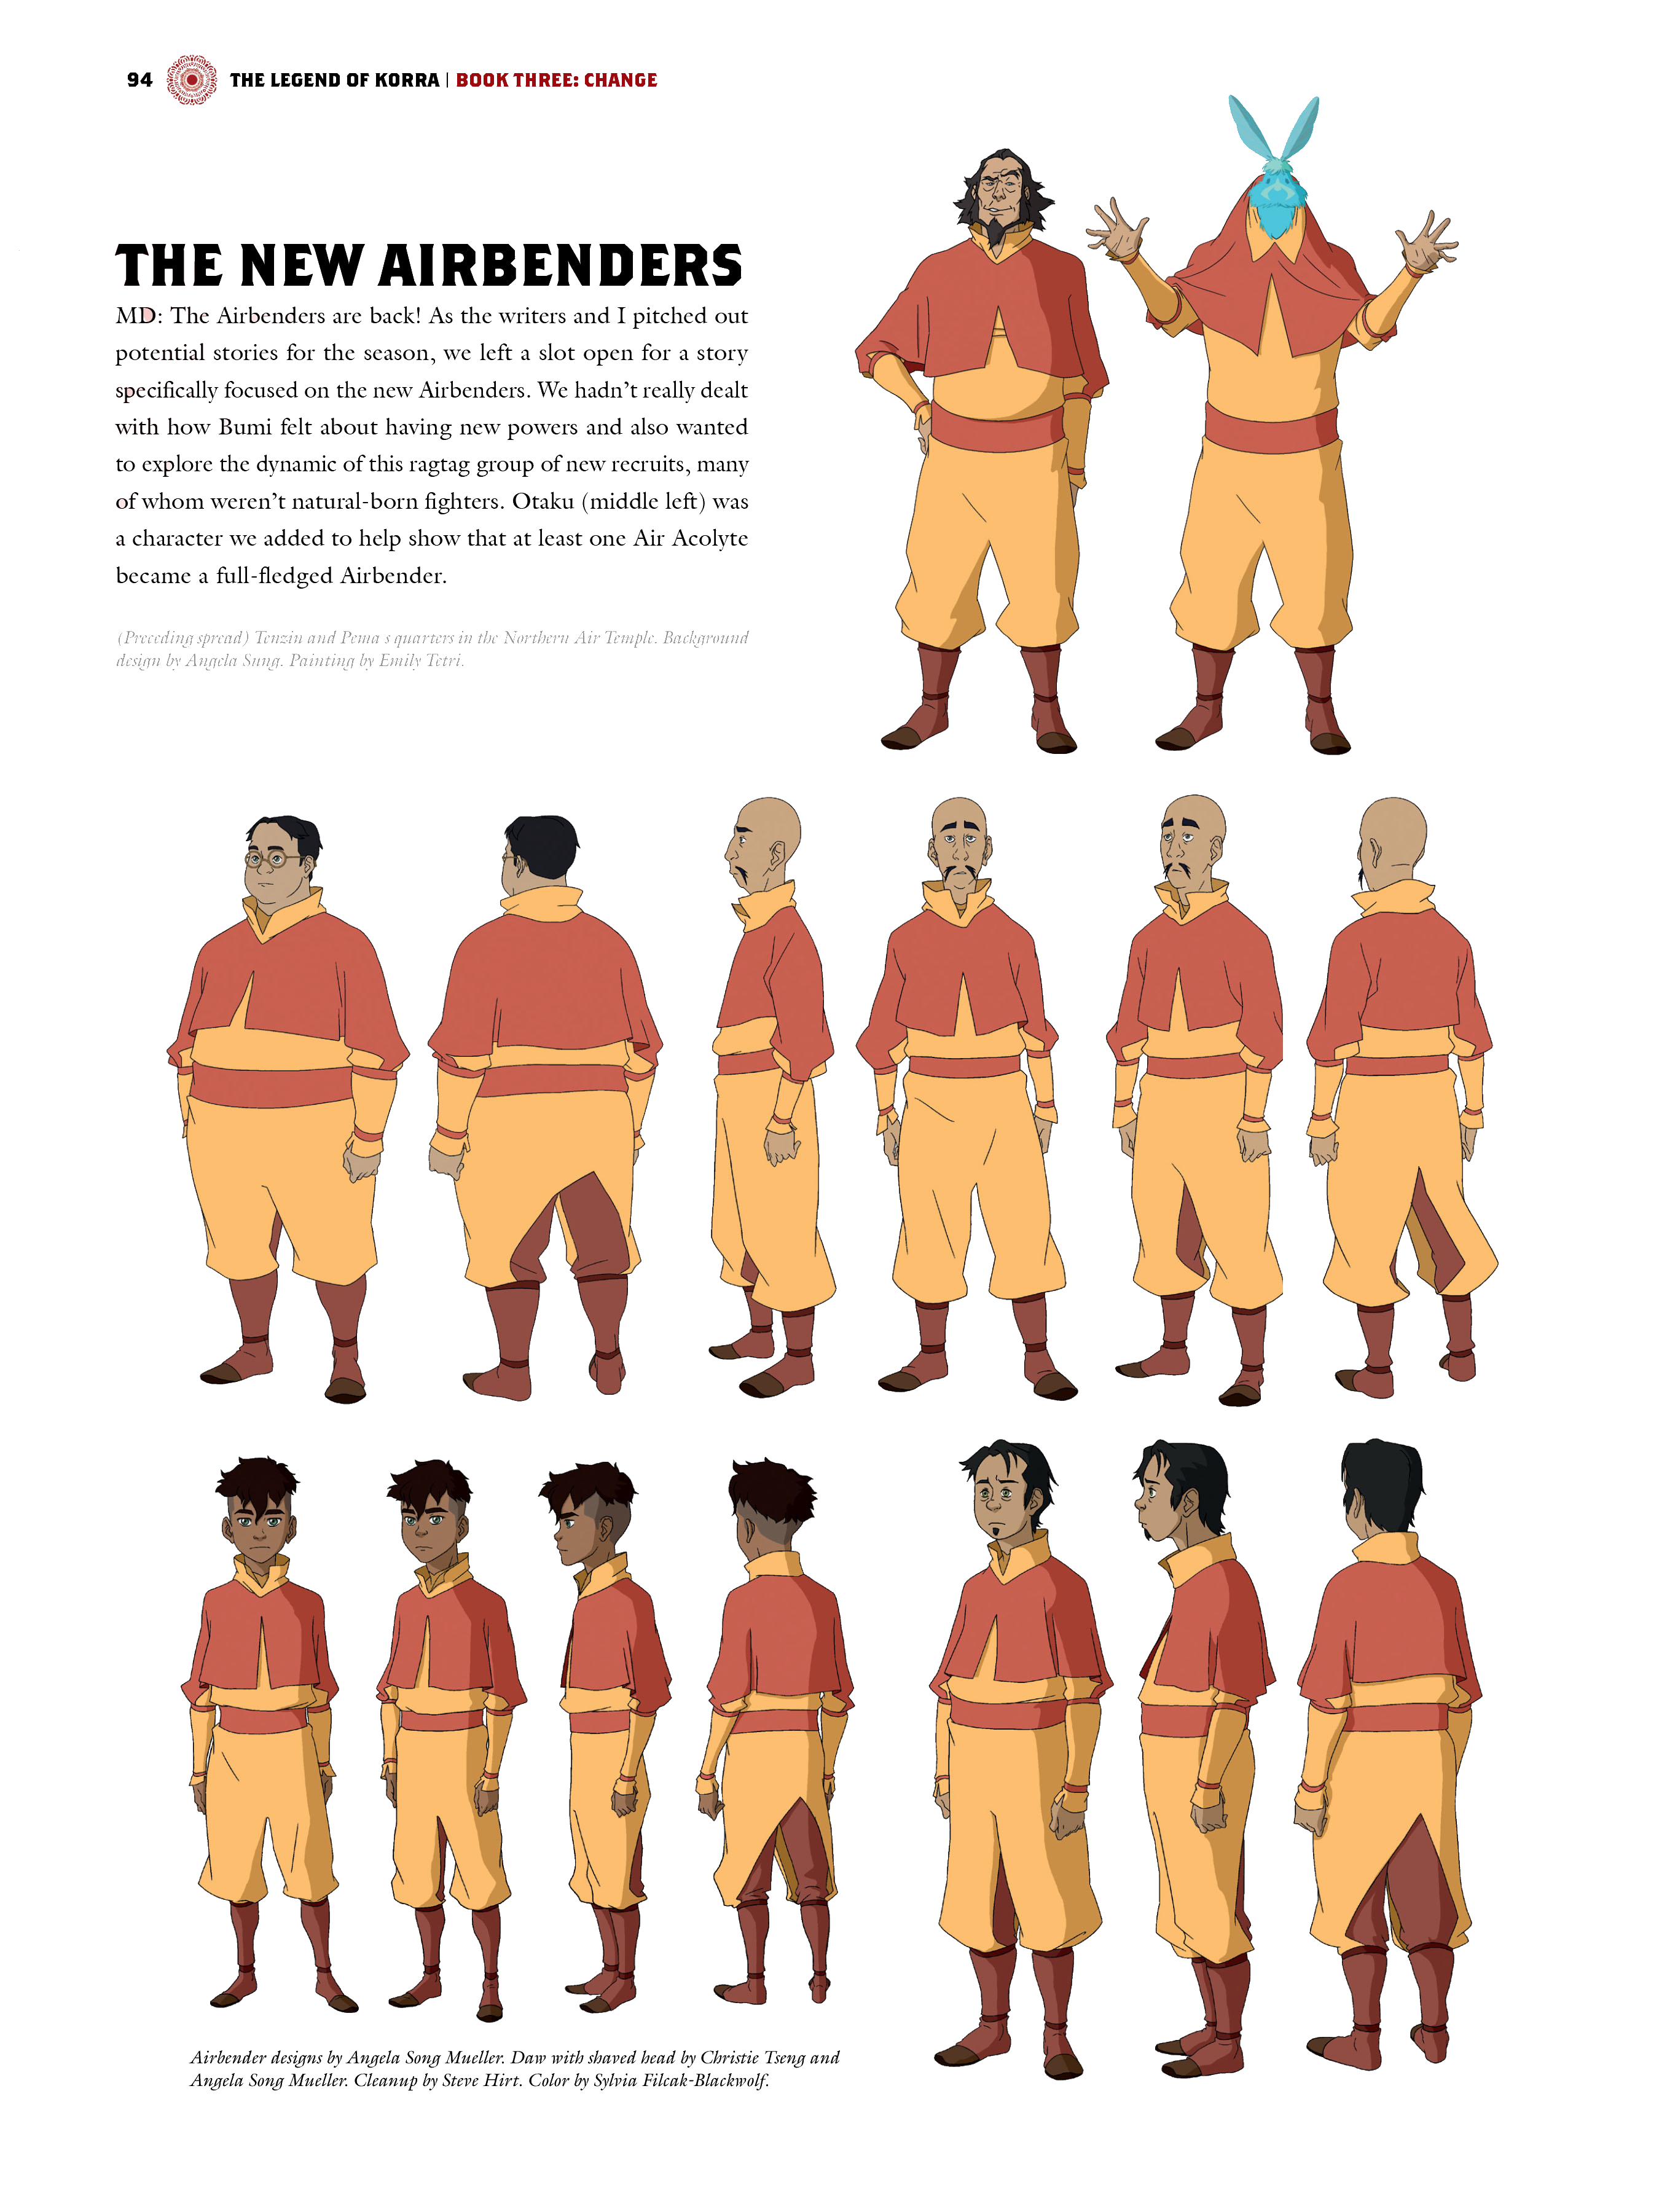 94 THE LEGEND OF KORRA | BOOK THREE: CHANGE
THE NEW AIRBENDERS
MD: The Airbenders are back! As the writers and I pitched out
potential stories for the season, we left a slot open for a story
specifically focused on the new Airbenders. We hadn’t really dealt
with how Bumi felt about having new powers and also wanted
to explore the dynamic of this ragtag group of new recruits, many
of whom weren’t natural-born fighters. Otaku (middle left) was
a character we added to help show that at least one Air Acolyte
became a full-fledged Airbender.
(Preceding spread) Tenzin and Pema s quarters in the Northern Air Temple. Background
design by Angela Sung. Painting by Emily Tetri.
Airbender designs by Angela Song Mueller. Daw with shaved head by Christie Tseng and
Angela Song Mueller. Cleanup by Steve Hirt. Color by Sylvia Filcak-Blackwolf.